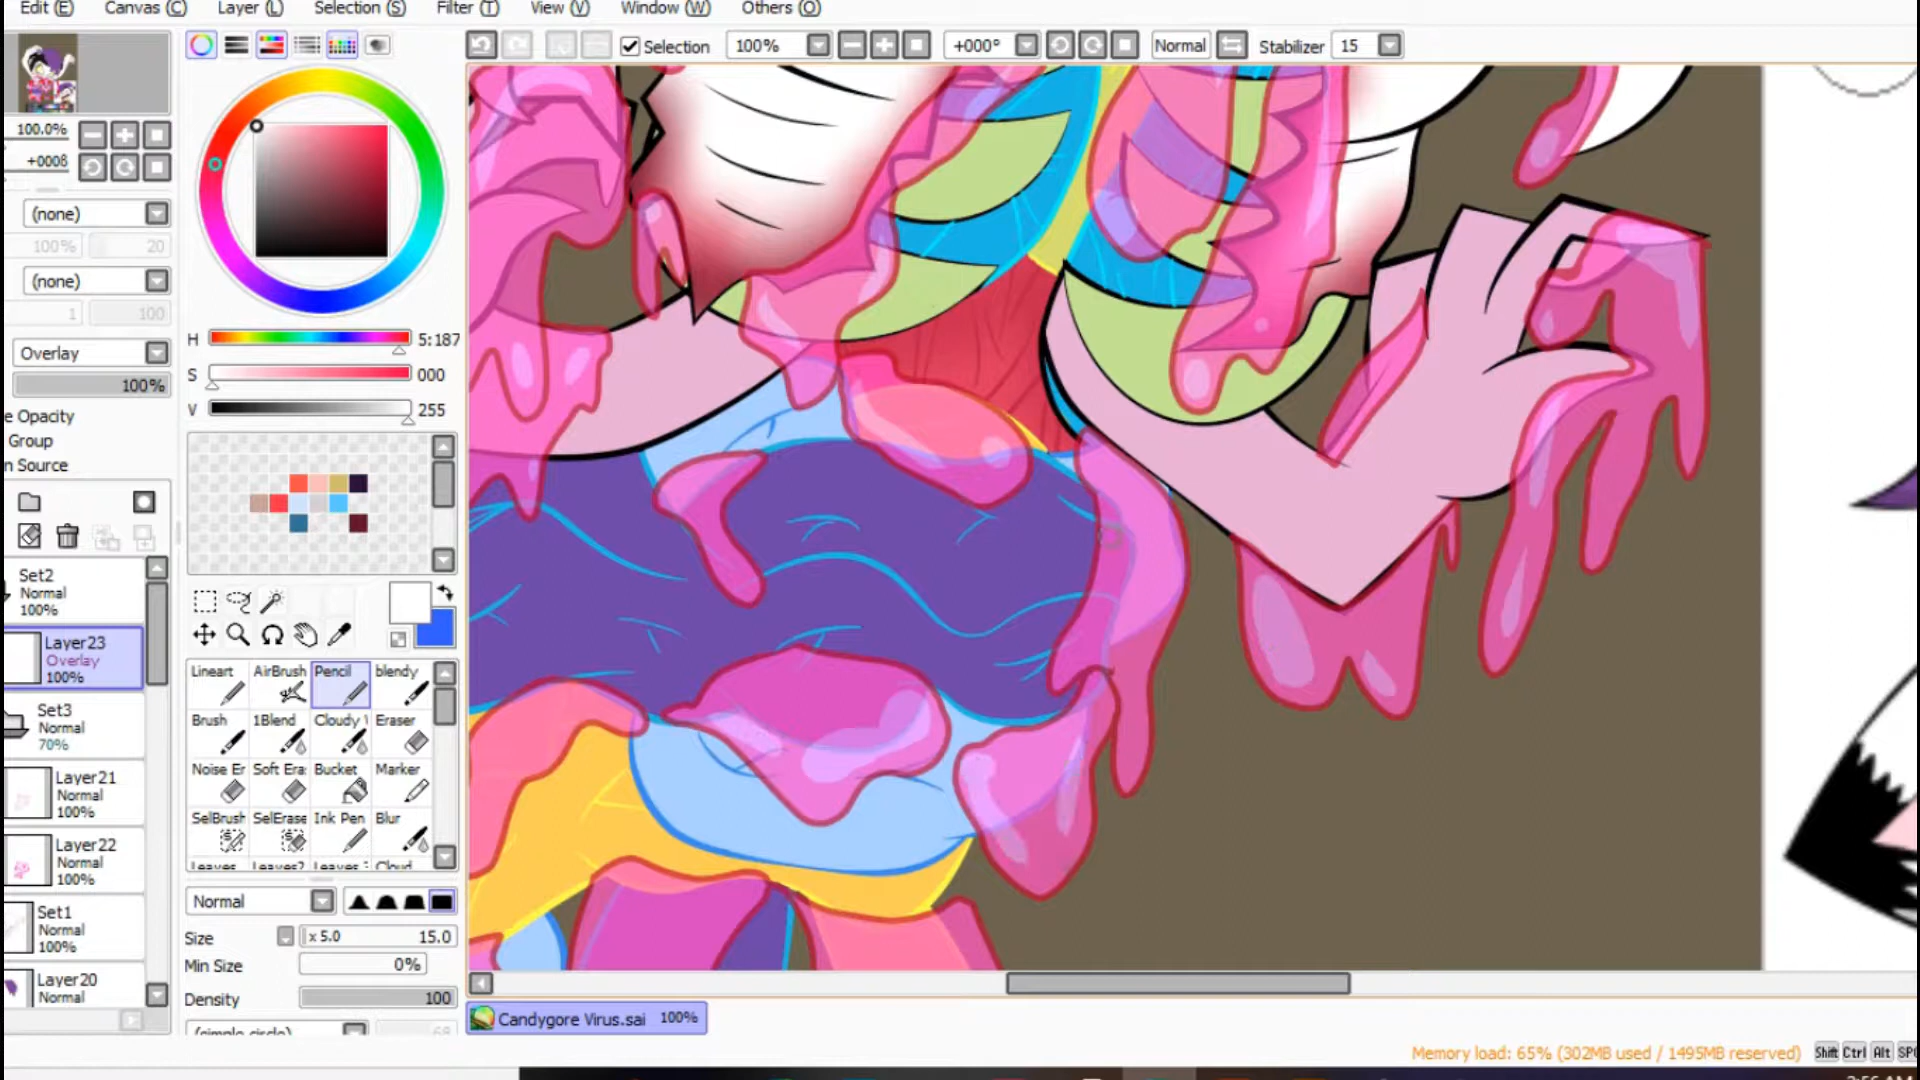 Edit (E) Canvas (C) Layer (L) Selection (S) Filter (T) View (V) Window (W) Others (O)
Selection 100% +000° Normal Stabilizer 15
100.0%
+000
(none)
100% 20
(none)
1 100
Overlay
100%
e Opacity
Group
n Source
Set2
Normal
100%
Layer23
Overlay
100%
Set3
Normal
70%
Layer21
Normal
100%
Layer22
Normal
100%
Set1
Normal
100%
Layer20
Normal
H 5:187
S 000
V 255
Lineart AirBrush Pencil blendy
Brush 1Blend Cloudy Eraser
Noise Er Soft Era: Bucket Marker
SelBrush SelErase Ink Pen Blur
Leaves Leaves2 Leaves Cloud
Normal
Size x 5.0 15.0
Min Size 0%
Density 100
(simple circle)
Candygore Virus.sai 100%
Memory load: 65% (302MB used / 1495MB reserved) Shift Ctrl Alt SP